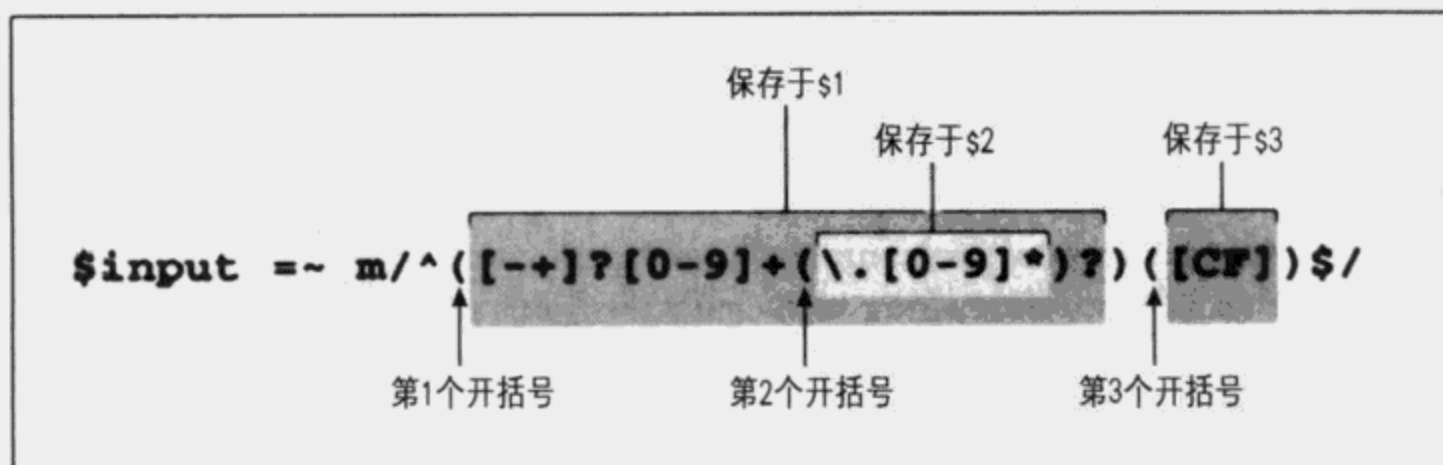 保存于$1
保存于$2
保存于$3
$input =~ m/^([-+]?[0-9]+(\.[0-9]*)?)([CF])$/
第1个开括号
第2个开括号
第3个开括号